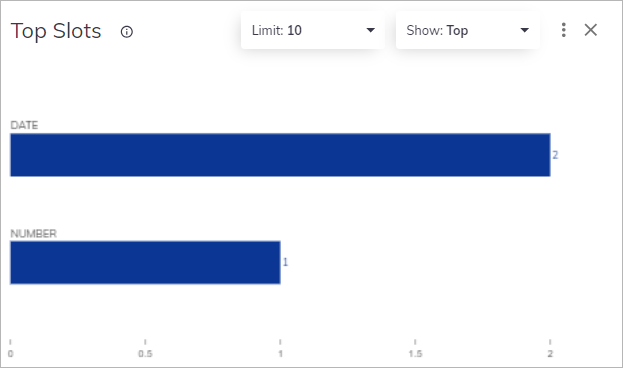 Top Slots
Limit: 10
Show: Top
DATE
2
NUMBER
1
0 0.5 1 1.5 2